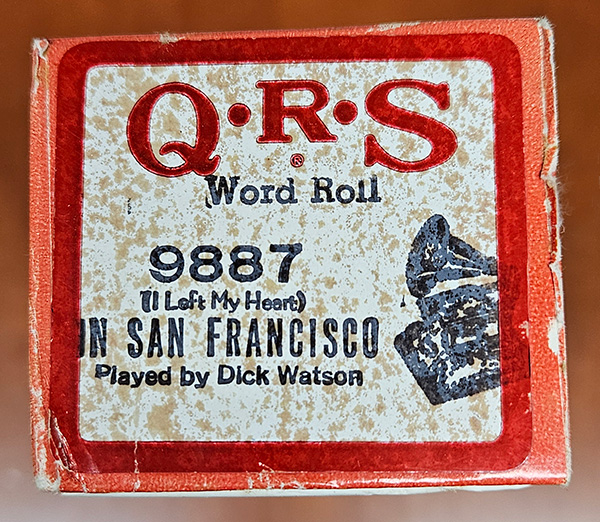 Q·R·S
®
Word Roll
9887
(I Left My Heart)
IN SAN FRANCISCO
Played by Dick Watson